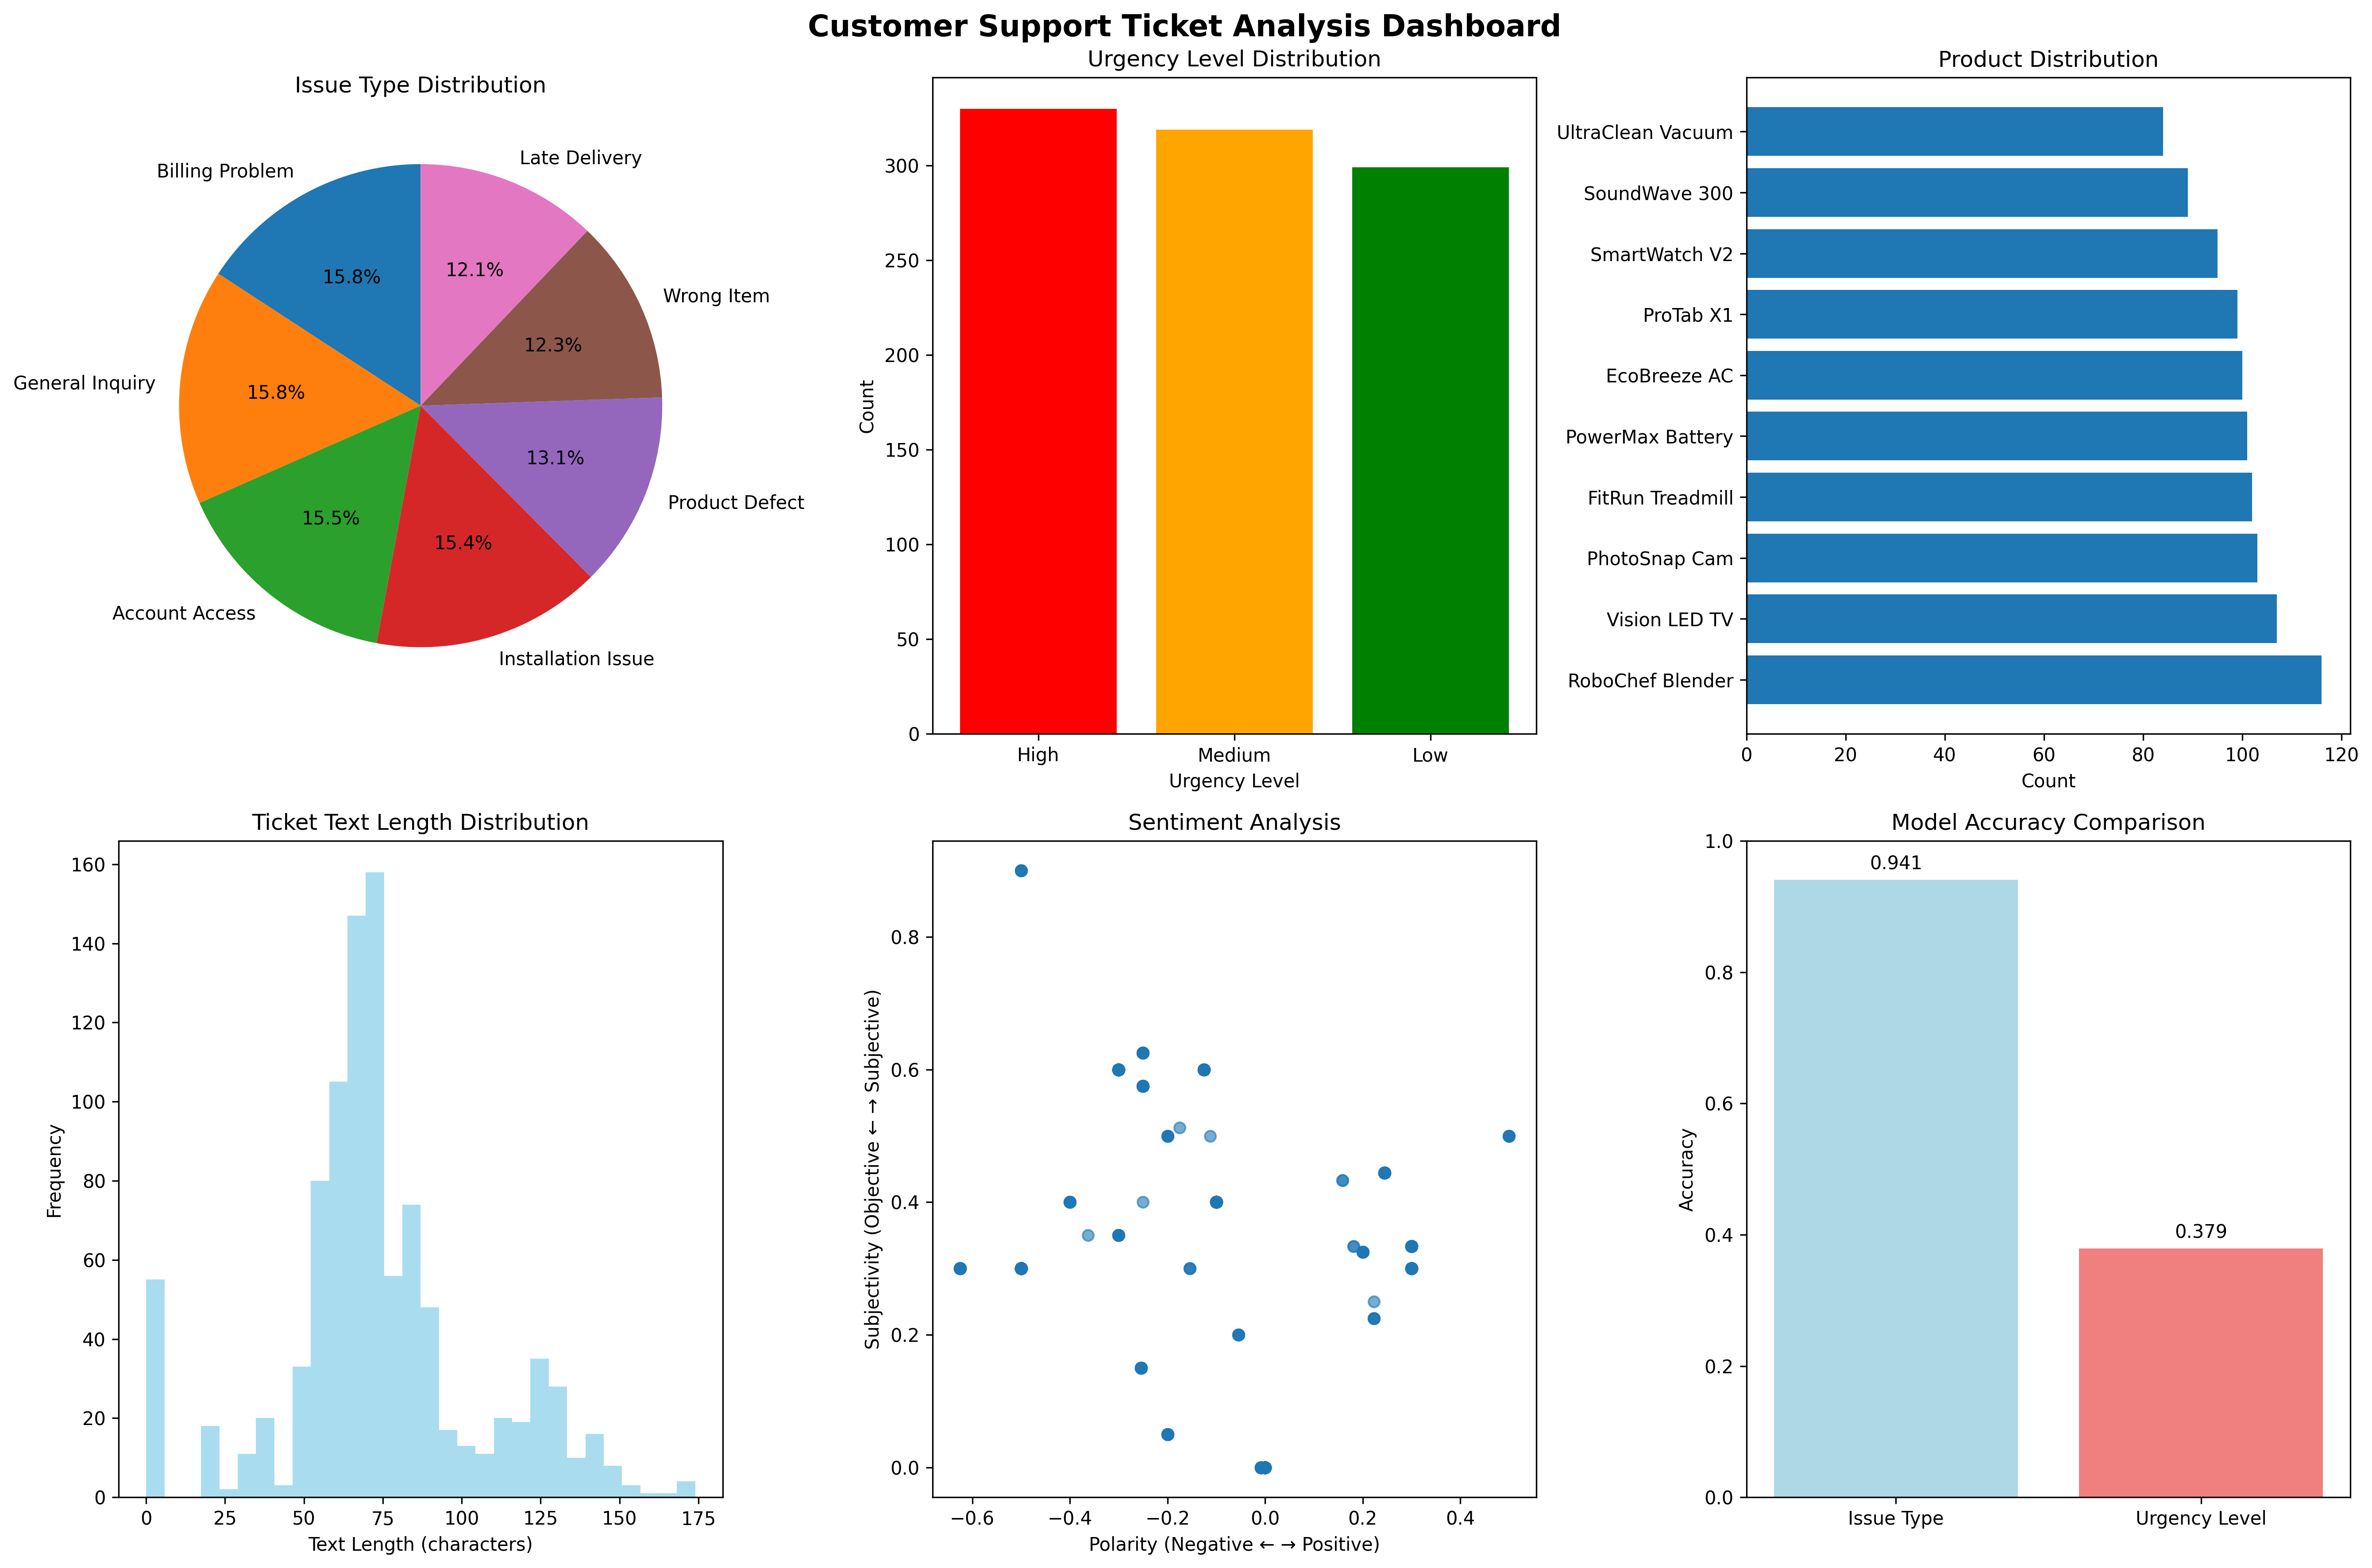 Customer Support Ticket Analysis Dashboard
Issue Type Distribution
Billing Problem
Late Delivery
Wrong Item
General Inquiry
Product Defect
Account Access
Installation Issue
15.8%
12.1%
12.3%
15.8%
13.1%
15.5%
15.4%
Urgency Level Distribution
Count
300
250
200
150
100
50
0
High Medium Low
Urgency Level
Product Distribution
UltraClean Vacuum
SoundWave 300
SmartWatch V2
ProTab X1
EcoBreeze AC
PowerMax Battery
FitRun Treadmill
PhotoSnap Cam
Vision LED TV
RoboChef Blender
0 20 40 60 80 100 120
Count
Ticket Text Length Distribution
Frequency
160
140
120
100
80
60
40
20
0
0 25 50 75 100 125 150 175
Text Length (characters)
Sentiment Analysis
Subjectivity (Objective ← → Subjective)
0.8
0.6
0.4
0.2
0.0
−0.6 −0.4 −0.2 0.0 0.2 0.4
Polarity (Negative ← → Positive)
Model Accuracy Comparison
Accuracy
1.0
0.8
0.6
0.4
0.2
0.0
0.941
0.379
Issue Type Urgency Level